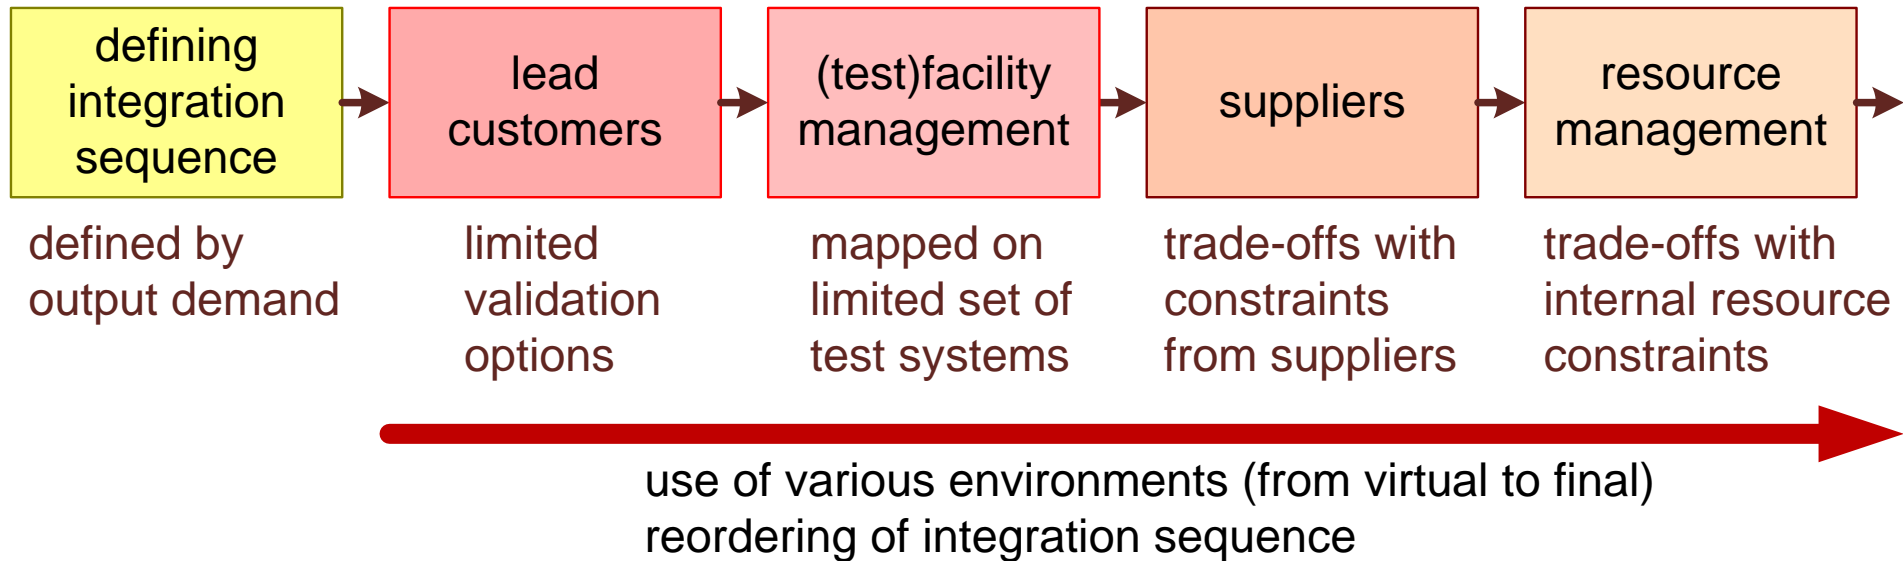 defining
integration
sequence
lead
customers
(test)facility
management
suppliers
resource
management
defined by
output demand
limited
validation
options
mapped on
limited set of
test systems
trade-offs with
constraints
from suppliers
trade-offs with
internal resource
constraints
use of various environments (from virtual to final)
reordering of integration sequence